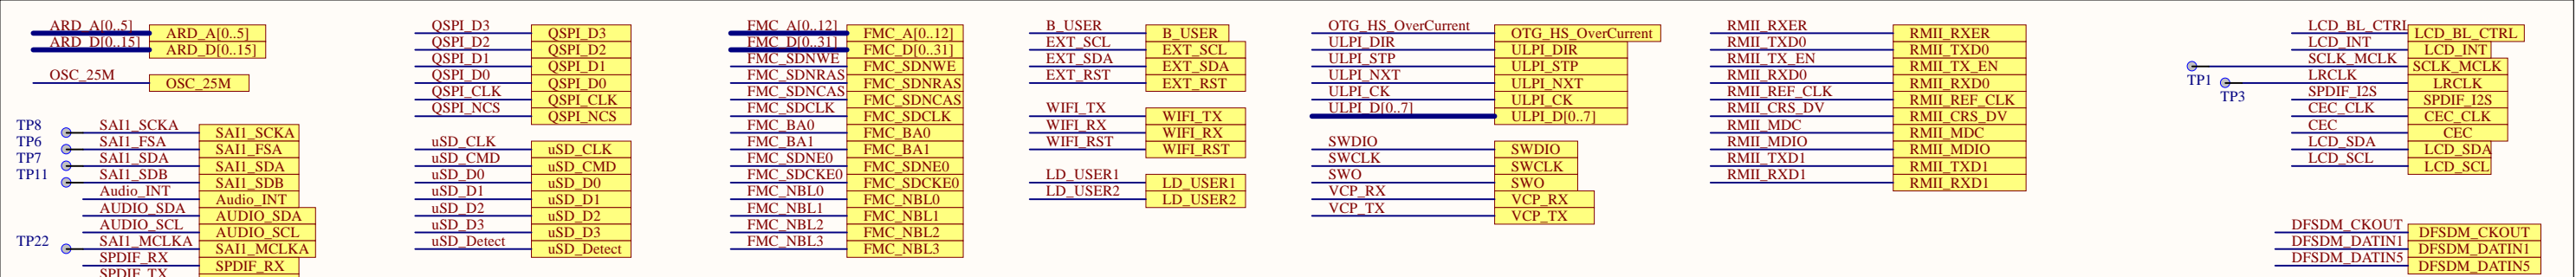 ARD_A[0..5] ARD_A[0..5]
ARD_D[0..15] ARD_D[0..15]
OSC_25M OSC_25M
TP8 SAI1_SCKA SAI1_SCKA
TP6 SAI1_FSA SAI1_FSA
TP7 SAI1_SDA SAI1_SDA
TP11 SAI1_SDB SAI1_SDB
Audio_INT Audio_INT
AUDIO_SDA AUDIO_SDA
AUDIO_SCL AUDIO_SCL
TP22 SAI1_MCLKA SAI1_MCLKA
SPDIF_RX SPDIF_RX
SPDIF_TX
QSPI_D3 QSPI_D3
QSPI_D2 QSPI_D2
QSPI_D1 QSPI_D1
QSPI_D0 QSPI_D0
QSPI_CLK QSPI_CLK
QSPI_NCS QSPI_NCS
uSD_CLK uSD_CLK
uSD_CMD uSD_CMD
uSD_D0 uSD_D0
uSD_D1 uSD_D1
uSD_D2 uSD_D2
uSD_D3 uSD_D3
uSD_Detect uSD_Detect
FMC_A[0..12] FMC_A[0..12]
FMC_D[0..31] FMC_D[0..31]
FMC_SDNWE FMC_SDNWE
FMC_SDNRAS FMC_SDNRAS
FMC_SDNCAS FMC_SDNCAS
FMC_SDCLK FMC_SDCLK
FMC_BA0 FMC_BA0
FMC_BA1 FMC_BA1
FMC_SDNE0 FMC_SDNE0
FMC_SDCKE0 FMC_SDCKE0
FMC_NBL0 FMC_NBL0
FMC_NBL1 FMC_NBL1
FMC_NBL2 FMC_NBL2
FMC_NBL3 FMC_NBL3
B_USER B_USER
EXT_SCL EXT_SCL
EXT_SDA EXT_SDA
EXT_RST EXT_RST
WIFI_TX WIFI_TX
WIFI_RX WIFI_RX
WIFI_RST WIFI_RST
LD_USER1 LD_USER1
LD_USER2 LD_USER2
OTG_HS_OverCurrent OTG_HS_OverCurrent
ULPI_DIR ULPI_DIR
ULPI_STP ULPI_STP
ULPI_NXT ULPI_NXT
ULPI_CK ULPI_CK
ULPI_D[0..7] ULPI_D[0..7]
SWDIO SWDIO
SWCLK SWCLK
SWO SWO
VCP_RX VCP_RX
VCP_TX VCP_TX
RMII_RXER RMII_RXER
RMII_TXD0 RMII_TXD0
RMII_TX_EN RMII_TX_EN
RMII_RXD0 RMII_RXD0
RMII_REF_CLK RMII_REF_CLK
RMII_CRS_DV RMII_CRS_DV
RMII_MDC RMII_MDC
RMII_MDIO RMII_MDIO
RMII_TXD1 RMII_TXD1
RMII_RXD1 RMII_RXD1
LCD_BL_CTRL LCD_BL_CTRL
LCD_INT LCD_INT
TP1 SCLK_MCLK SCLK_MCLK
TP3 LRCLK LRCLK
SPDIF_I2S SPDIF_I2S
CEC_CLK CEC_CLK
CEC CEC
LCD_SDA LCD_SDA
LCD_SCL LCD_SCL
DFSDM_CKOUT DFSDM_CKOUT
DFSDM_DATIN1 DFSDM_DATIN1
DFSDM_DATIN5 DFSDM_DATIN5